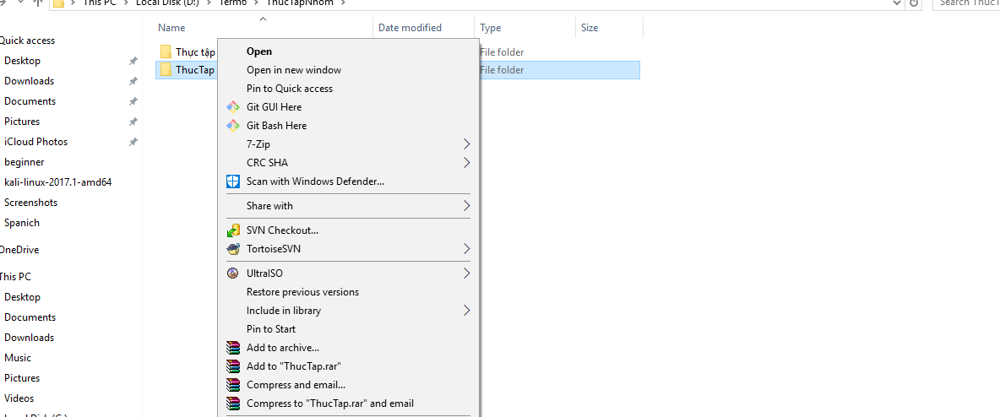 This PC Local Disk (D:) Term6 ThucTapNhom
Search ThucT
Name Date modified Type Size
Quick access
Desktop
Downloads
Documents
Pictures
iCloud Photos
beginner
kali-linux-2017.1-amd64
Screenshots
Spanich
OneDrive
This PC
Desktop
Documents
Downloads
Music
Pictures
Videos
Local Disk (C:)
Thực tập
File folder
ThucTap
File folder
Open
Open in new window
Pin to Quick access
Git GUI Here
Git Bash Here
7-Zip
CRC SHA
Scan with Windows Defender...
Share with
SVN Checkout...
TortoiseSVN
UltraISO
Restore previous versions
Include in library
Pin to Start
Add to archive...
Add to "ThucTap.rar"
Compress and email...
Compress to "ThucTap.rar" and email